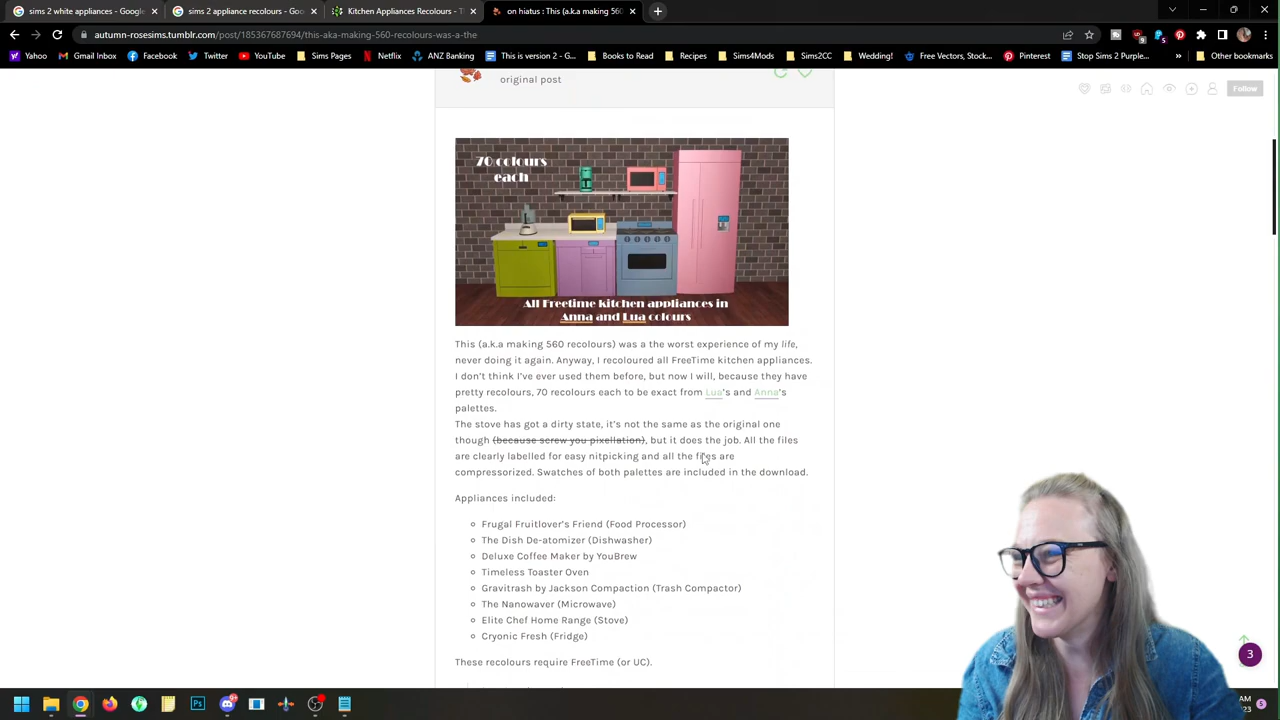 sims 2 white appliances - Goo
sims 2 appliance recolours - Go
Kitchen Appliances Recolours - T
on hiatus : This (a.k.a making 560
autumn-rosesims.tumblr.com/post/185367687694/this-aka-making-560-recolours-was-a-the
Yahoo
Gmail Inbox
Facebook
Twitter
YouTube
Sims Pages
Netflix
ANZ Banking
This is version 2 - G...
Books to Read
Recipes
Sims4Mods
Sims2CC
Wedding!
Free Vectors, Stock...
Pinterest
Stop Sims 2 Purple...
»
Other bookmarks
original post
Follow
70 colours
each
All Freetime kitchen appliances in
Anna and Lua colours
This (a.k.a making 560 recolours) was a the worst experience of my life,
never doing it again. Anyway, I recoloured all FreeTime kitchen appliances.
I don't think I've ever used them before, but now I will, because they have
pretty recolours, 70 recolours each to be exact from Lua's and Anna's
palettes.
The stove has got a dirty state, it's not the same as the original one
though (because screw you pixellation), but it does the job. All the files
are clearly labelled for easy nitpicking and all the files are
compressorized. Swatches of both palettes are included in the download.
Appliances included:
Frugal Fruitlover's Friend (Food Processor)
The Dish De-atomizer (Dishwasher)
Deluxe Coffee Maker by YouBrew
Timeless Toaster Oven
Gravitrash by Jackson Compaction (Trash Compactor)
The Nanowaver (Microwave)
Elite Chef Home Range (Stove)
Cryonic Fresh (Fridge)
These recolours require FreeTime (or UC).
3